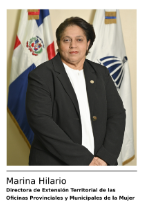 Marina Hilario
Directora de Extensión Territorial de las
Oficinas Provinciales y Municipales de la Mujer